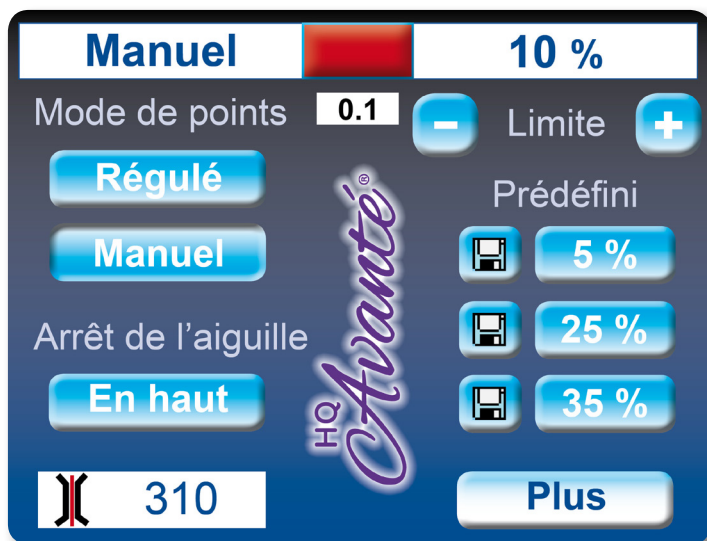 Manuel 10 %
Mode de points 0.1 - Limite +
Régulé
Prédéfini
Manuel 5 %
Arrêt de l’aiguille 25 %
En haut 35 %
HQ Avanté®
310 Plus